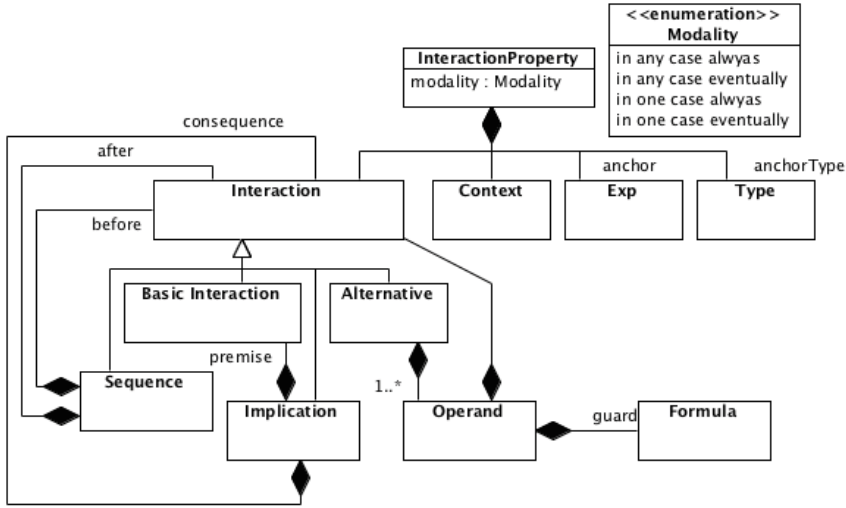 <<enumeration>>
Modality
in any case alwyas
in any case eventually
in one case alwyas
in one case eventually
InteractionProperty
modality : Modality
consequence
after
anchor
anchorType
Interaction
Context
Exp
Type
before
Basic Interaction
Alternative
premise
Sequence
1..*
Implication
Operand
guard
Formula